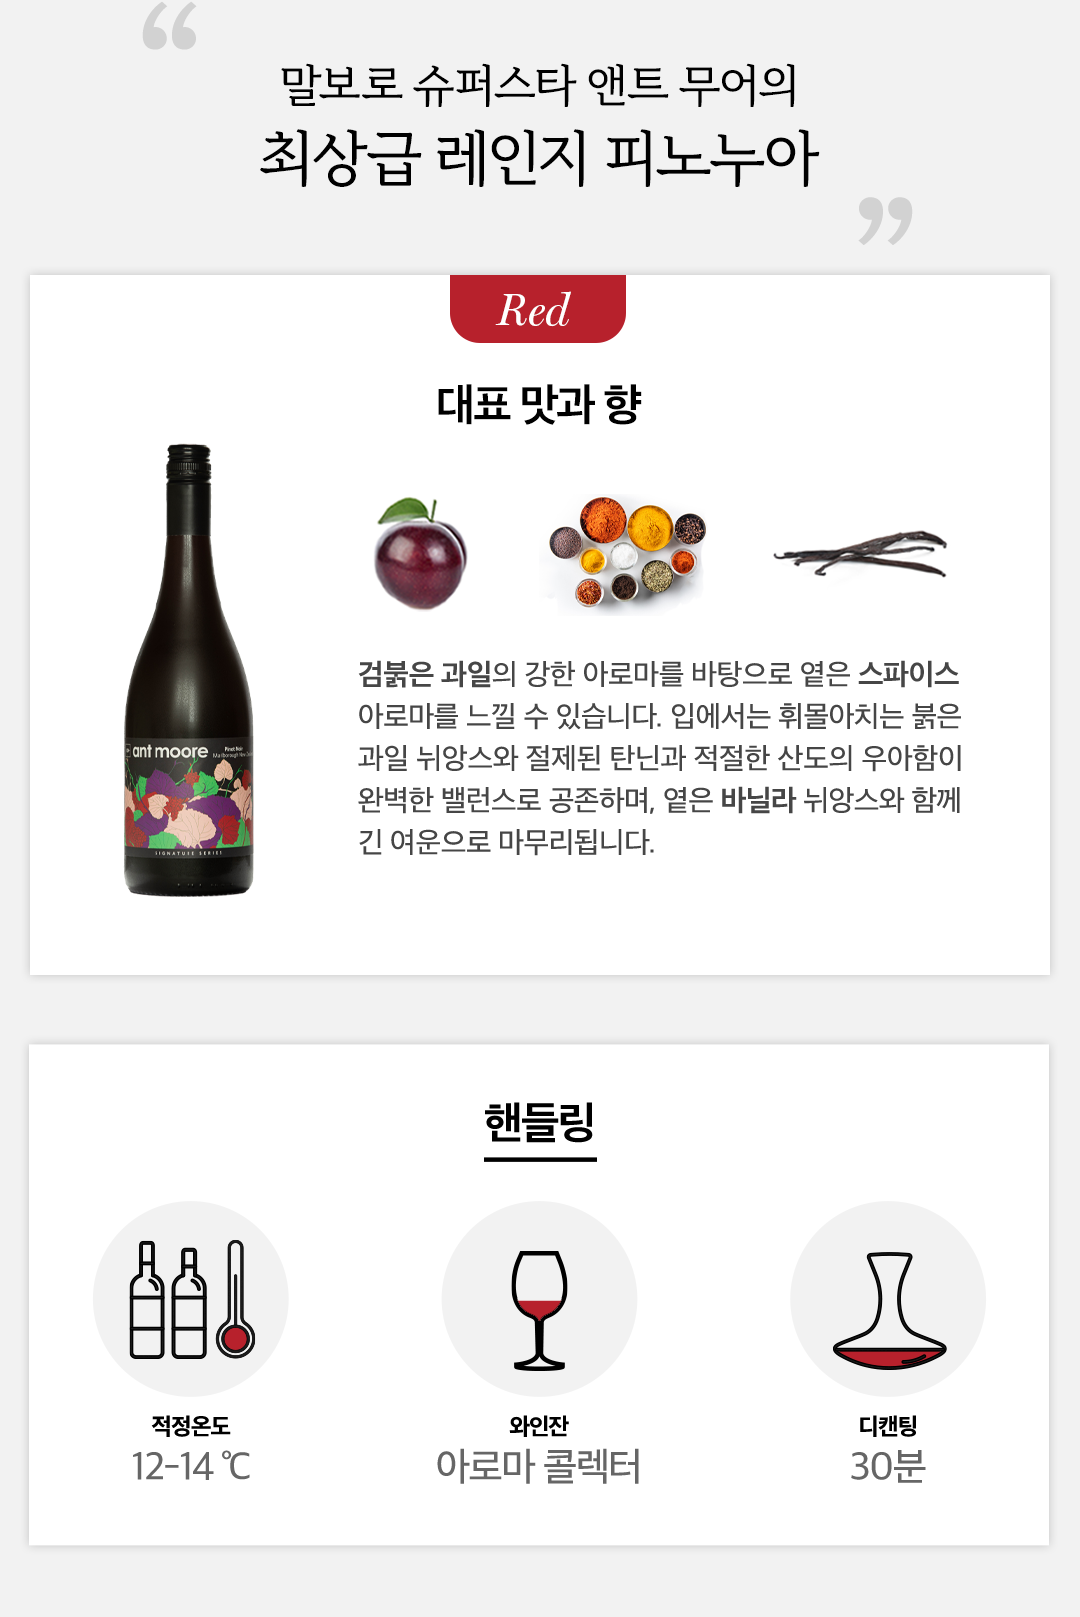 “
말보로 슈퍼스타 앤트 무어의
최상급 레인지 피노누아
”
Red
대표 맛과 향
검붉은 과일의 강한 아로마를 바탕으로 옅은 스파이스
아로마를 느낄 수 있습니다. 입에서는 휘몰아치는 붉은
과일 뉘앙스와 절제된 탄닌과 적절한 산도의 우아함이
완벽한 밸런스로 공존하며, 옅은 바닐라 뉘앙스와 함께
긴 여운으로 마무리됩니다.
ant moore
Pinot Noir
Marlborough New
SIGNATURE SERIES
핸들링
적정온도
12-14 ℃
와인잔
아로마 콜렉터
디캔팅
30분